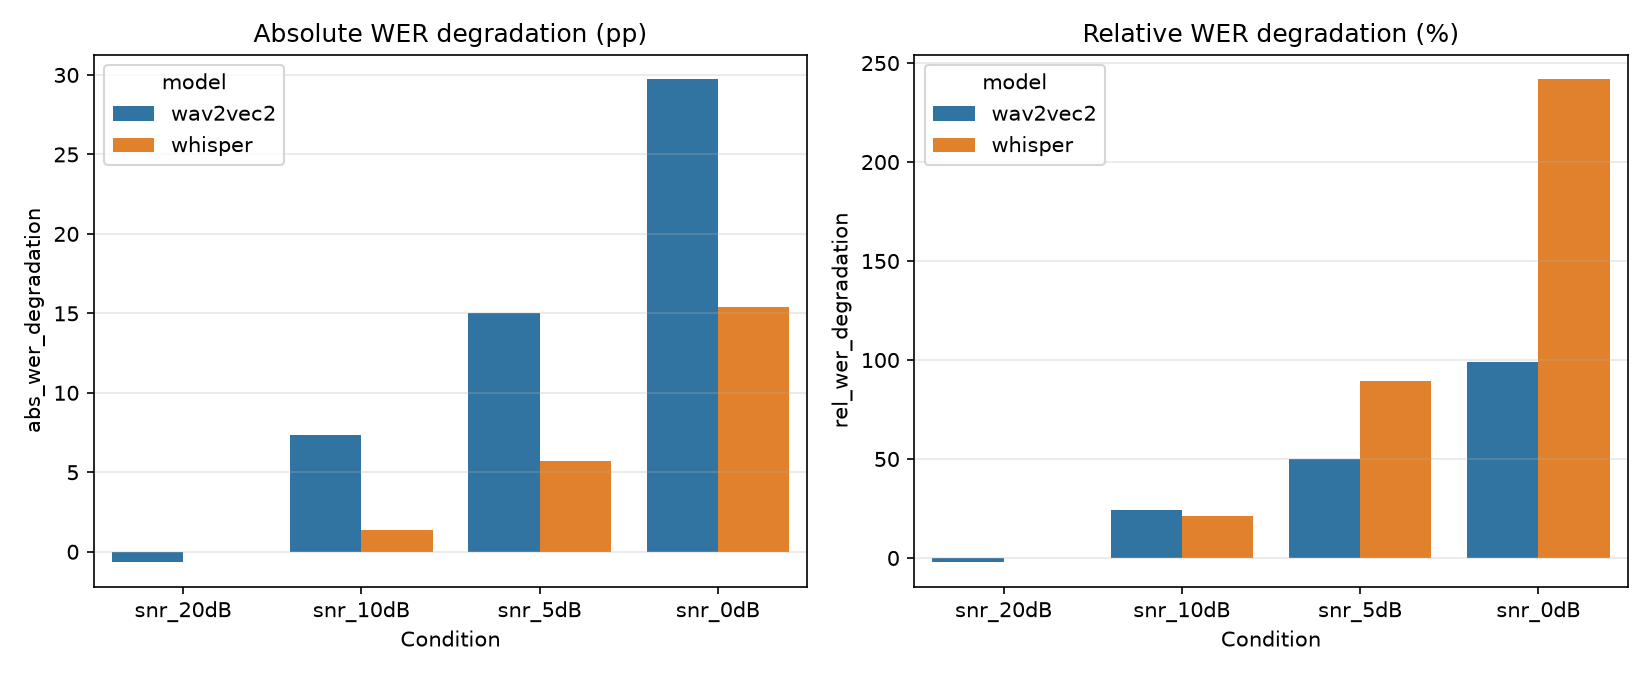 Absolute WER degradation (pp)
model
wav2vec2
whisper
30
25
20
15
10
5
0
abs_wer_degradation
snr_20dB
snr_10dB
snr_5dB
snr_0dB
Condition
Relative WER degradation (%)
model
wav2vec2
whisper
250
200
150
100
50
0
rel_wer_degradation
snr_20dB
snr_10dB
snr_5dB
snr_0dB
Condition